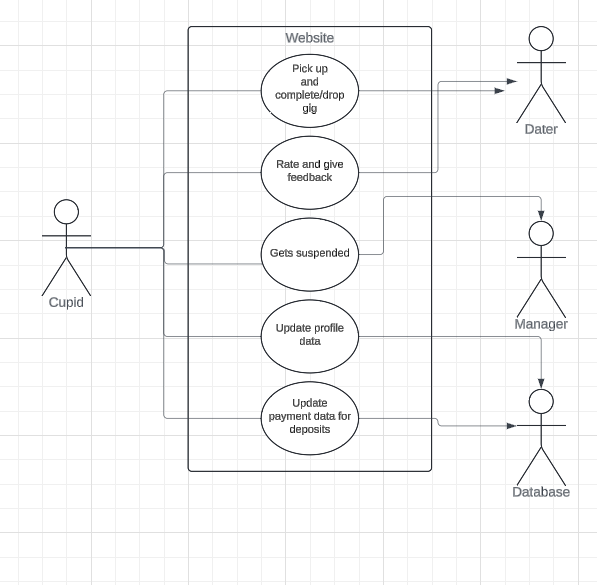 Website
Pick up
and
complete/drop
gig
Rate and give
feedback
Gets suspended
Update profile
data
Update
payment data for
deposits
Cupid
Dater
Manager
Database